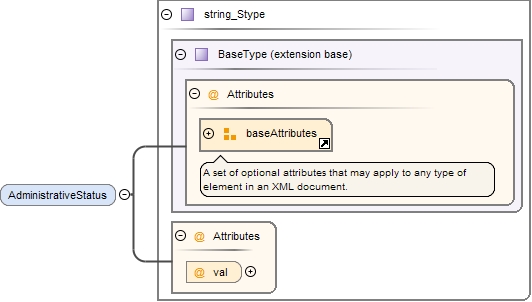 string_Stype
BaseType (extension base)
@ Attributes
baseAttributes
A set of optional attributes that may apply to any type of
element in an XML document.
AdministrativeStatus
@ Attributes
@ val